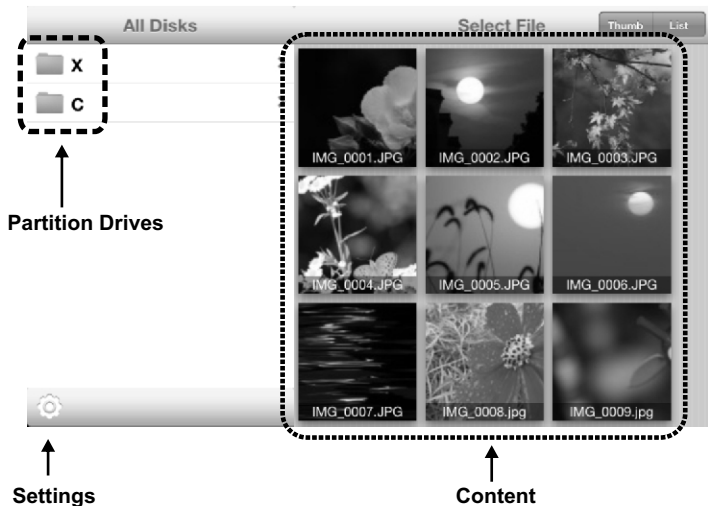 All Disks
Select File
Thumb List
X
C
IMG_0001.JPG IMG_0002.JPG IMG_0003.JPG
Partition Drives
IMG_0004.JPG IMG_0005.JPG IMG_0006.JPG
IMG_0007.JPG IMG_0008.jpg IMG_0009.jpg
Settings
Content